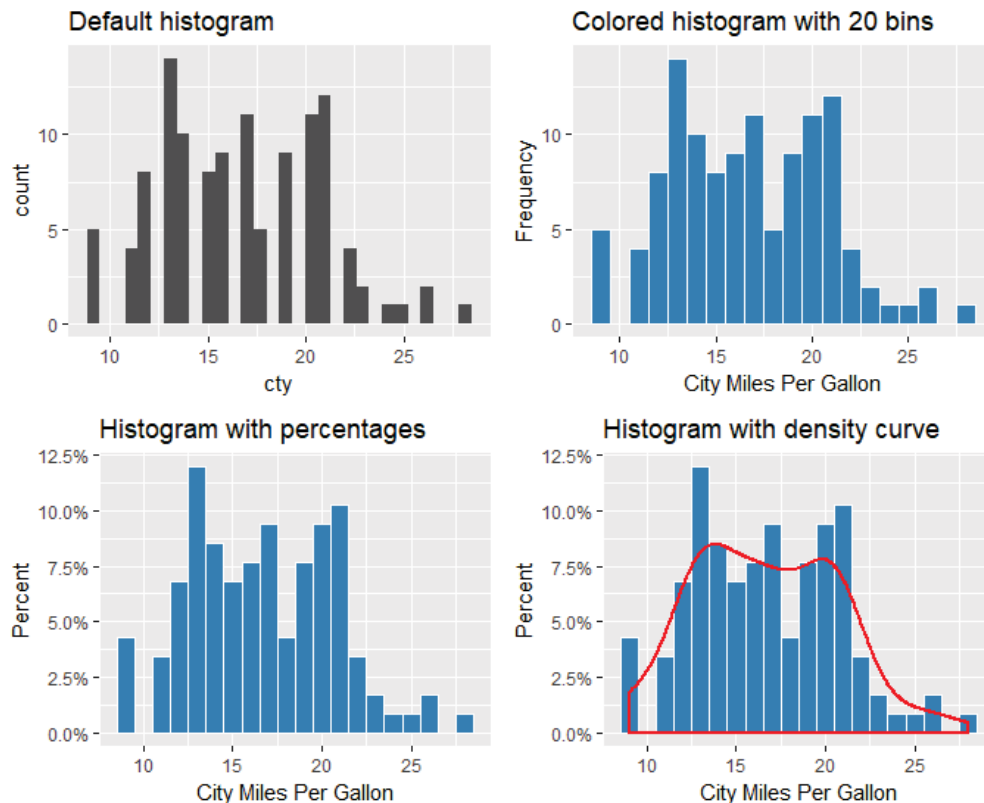 Default histogram
count
10
5
0
10 15 20 25
cty
Colored histogram with 20 bins
Frequency
10
5
0
10 15 20 25
City Miles Per Gallon
Histogram with percentages
Percent
12.5%
10.0%
7.5%
5.0%
2.5%
0.0%
10 15 20 25
City Miles Per Gallon
Histogram with density curve
Percent
12.5%
10.0%
7.5%
5.0%
2.5%
0.0%
10 15 20 25
City Miles Per Gallon